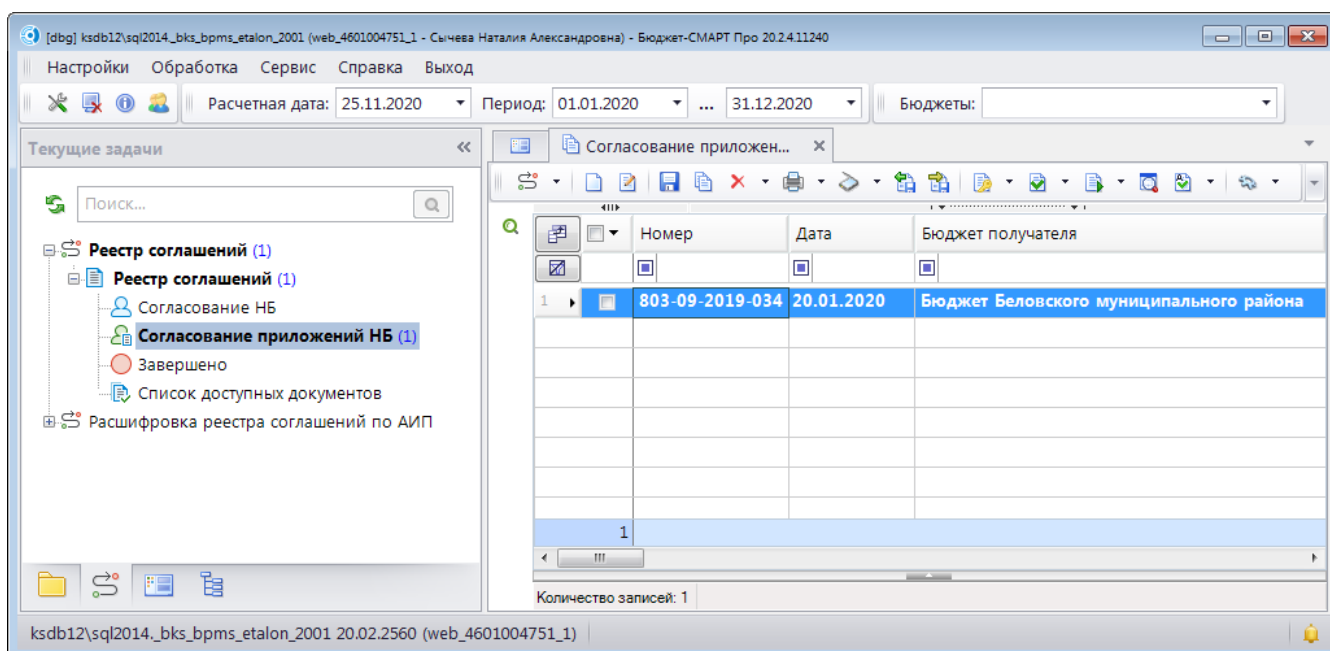 [dbg] ksdb12\sql2014._bks_bpms_etalon_2001 (web_4601004751_1 - Сычева Наталия Александровна) - Бюджет-СМАРТ Про 20.2.4.11240
Настройки Обработка Сервис Справка Выход
Расчетная дата: 25.11.2020 Период: 01.01.2020 ... 31.12.2020 Бюджеты:
Текущие задачи
Согласование приложен...
Поиск...
Номер Дата Бюджет получателя
Реестр соглашений (1)
Реестр соглашений (1)
1 803-09-2019-034 20.01.2020 Бюджет Беловского муниципального района
Согласование НБ
Согласование приложений НБ (1)
Завершено
Список доступных документов
Расшифровка реестра соглашений по АИП
1
Количество записей: 1
ksdb12\sql2014._bks_bpms_etalon_2001 20.02.2560 (web_4601004751_1)